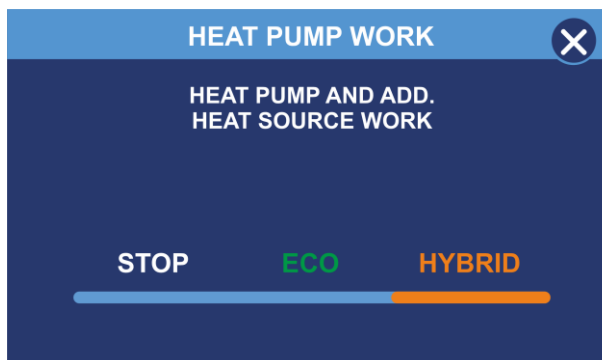 HEAT PUMP WORK
HEAT PUMP AND ADD.
HEAT SOURCE WORK
STOP ECO HYBRID